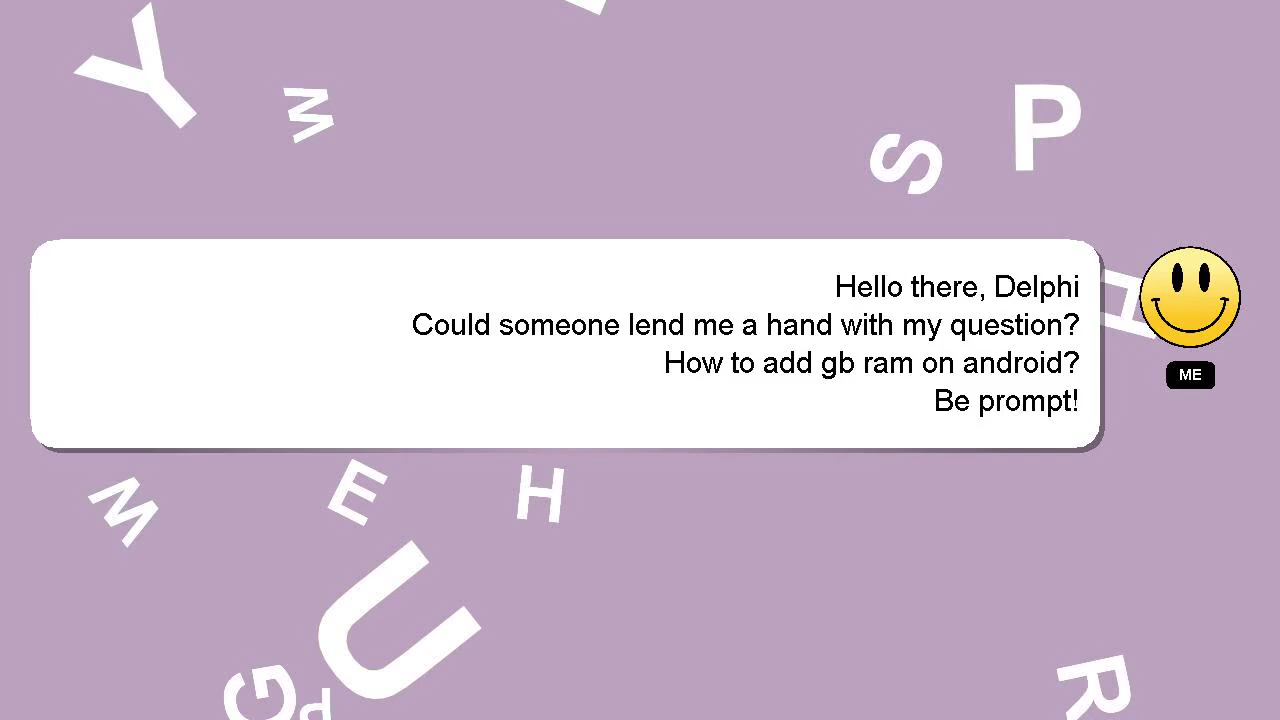 Y
W
S
P
Hello there, Delphi
Could someone lend me a hand with my question?
How to add gb ram on android?
Be prompt!
H
ME
M
E
H
U
G
P
R